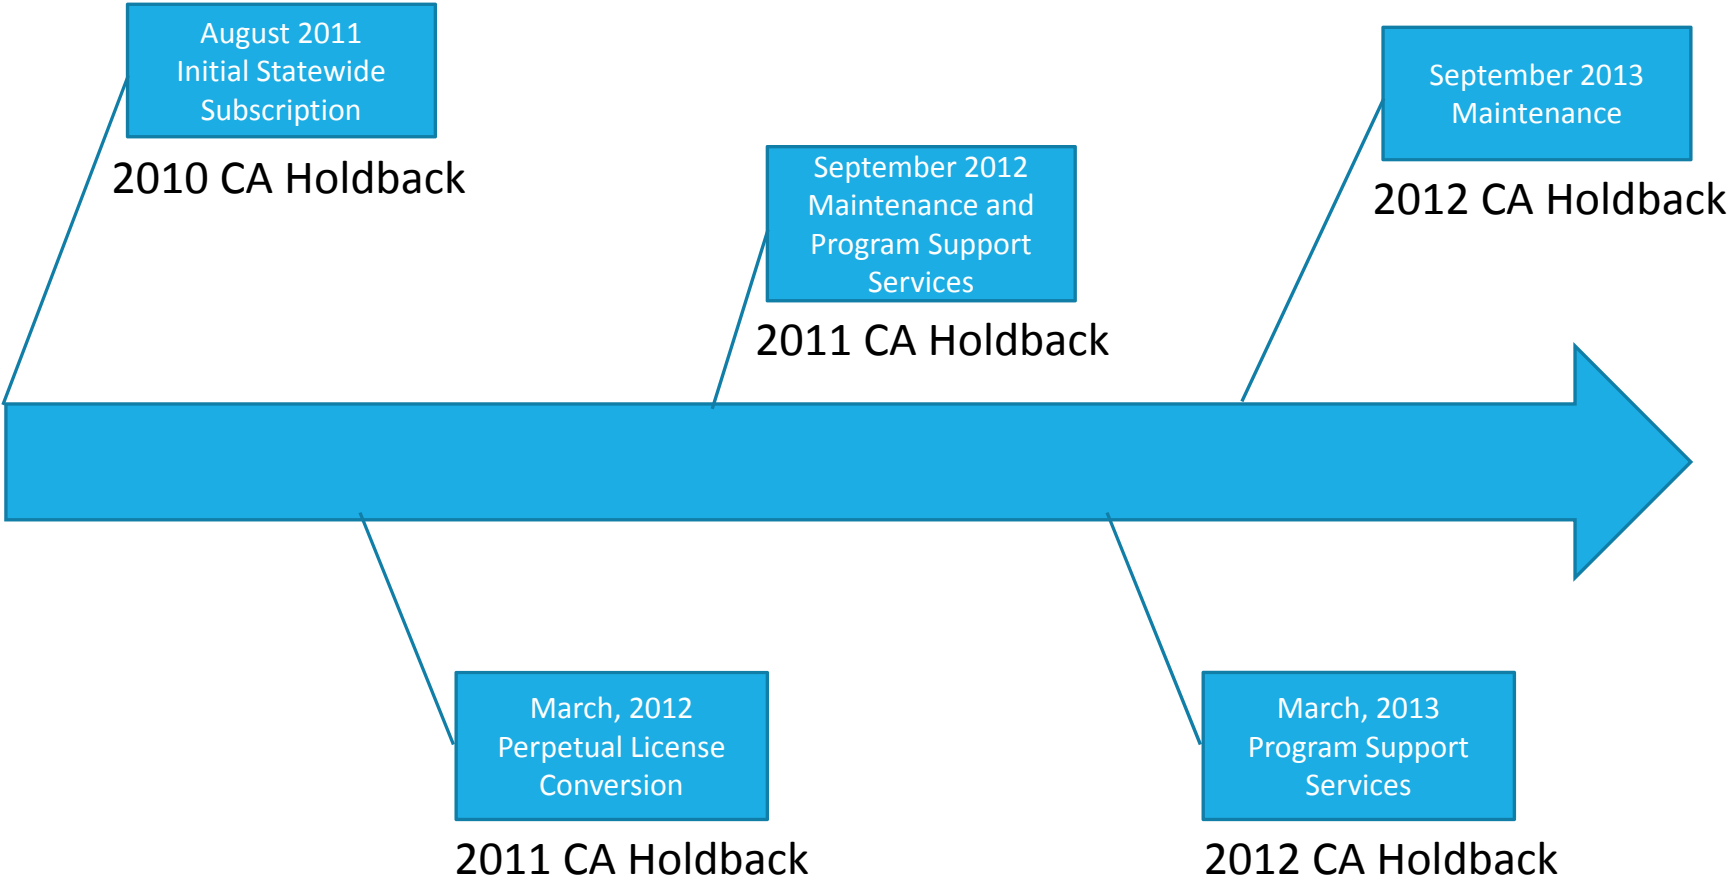 August 2011
Initial Statewide
Subscription
2010 CA Holdback
September 2012
Maintenance and
Program Support
Services
2011 CA Holdback
September 2013
Maintenance
2012 CA Holdback
March, 2012
Perpetual License
Conversion
2011 CA Holdback
March, 2013
Program Support
Services
2012 CA Holdback